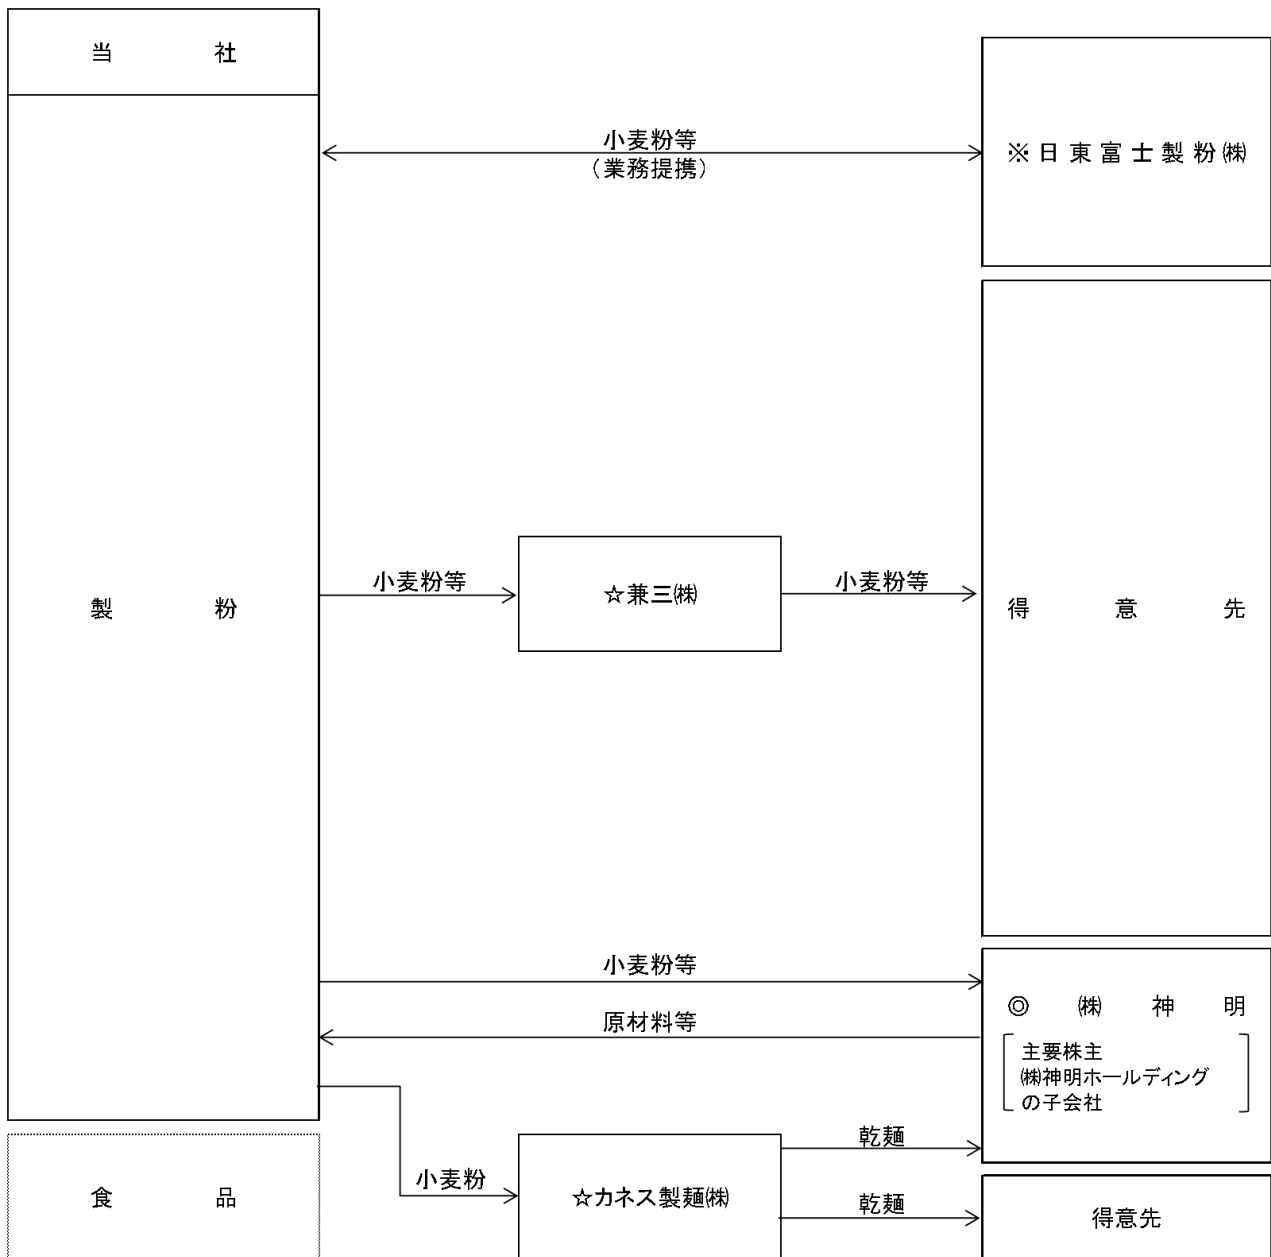 当社
小麦粉等
(業務提携)
※日東富士製粉㈱
製粉
小麦粉等
☆兼三㈱
小麦粉等
得意先
小麦粉等
◎㈱神明
原材料等
主要株主
㈱神明ホールディング
の子会社
乾麺
食品
小麦粉
☆カネス製麺㈱
乾麺
得意先